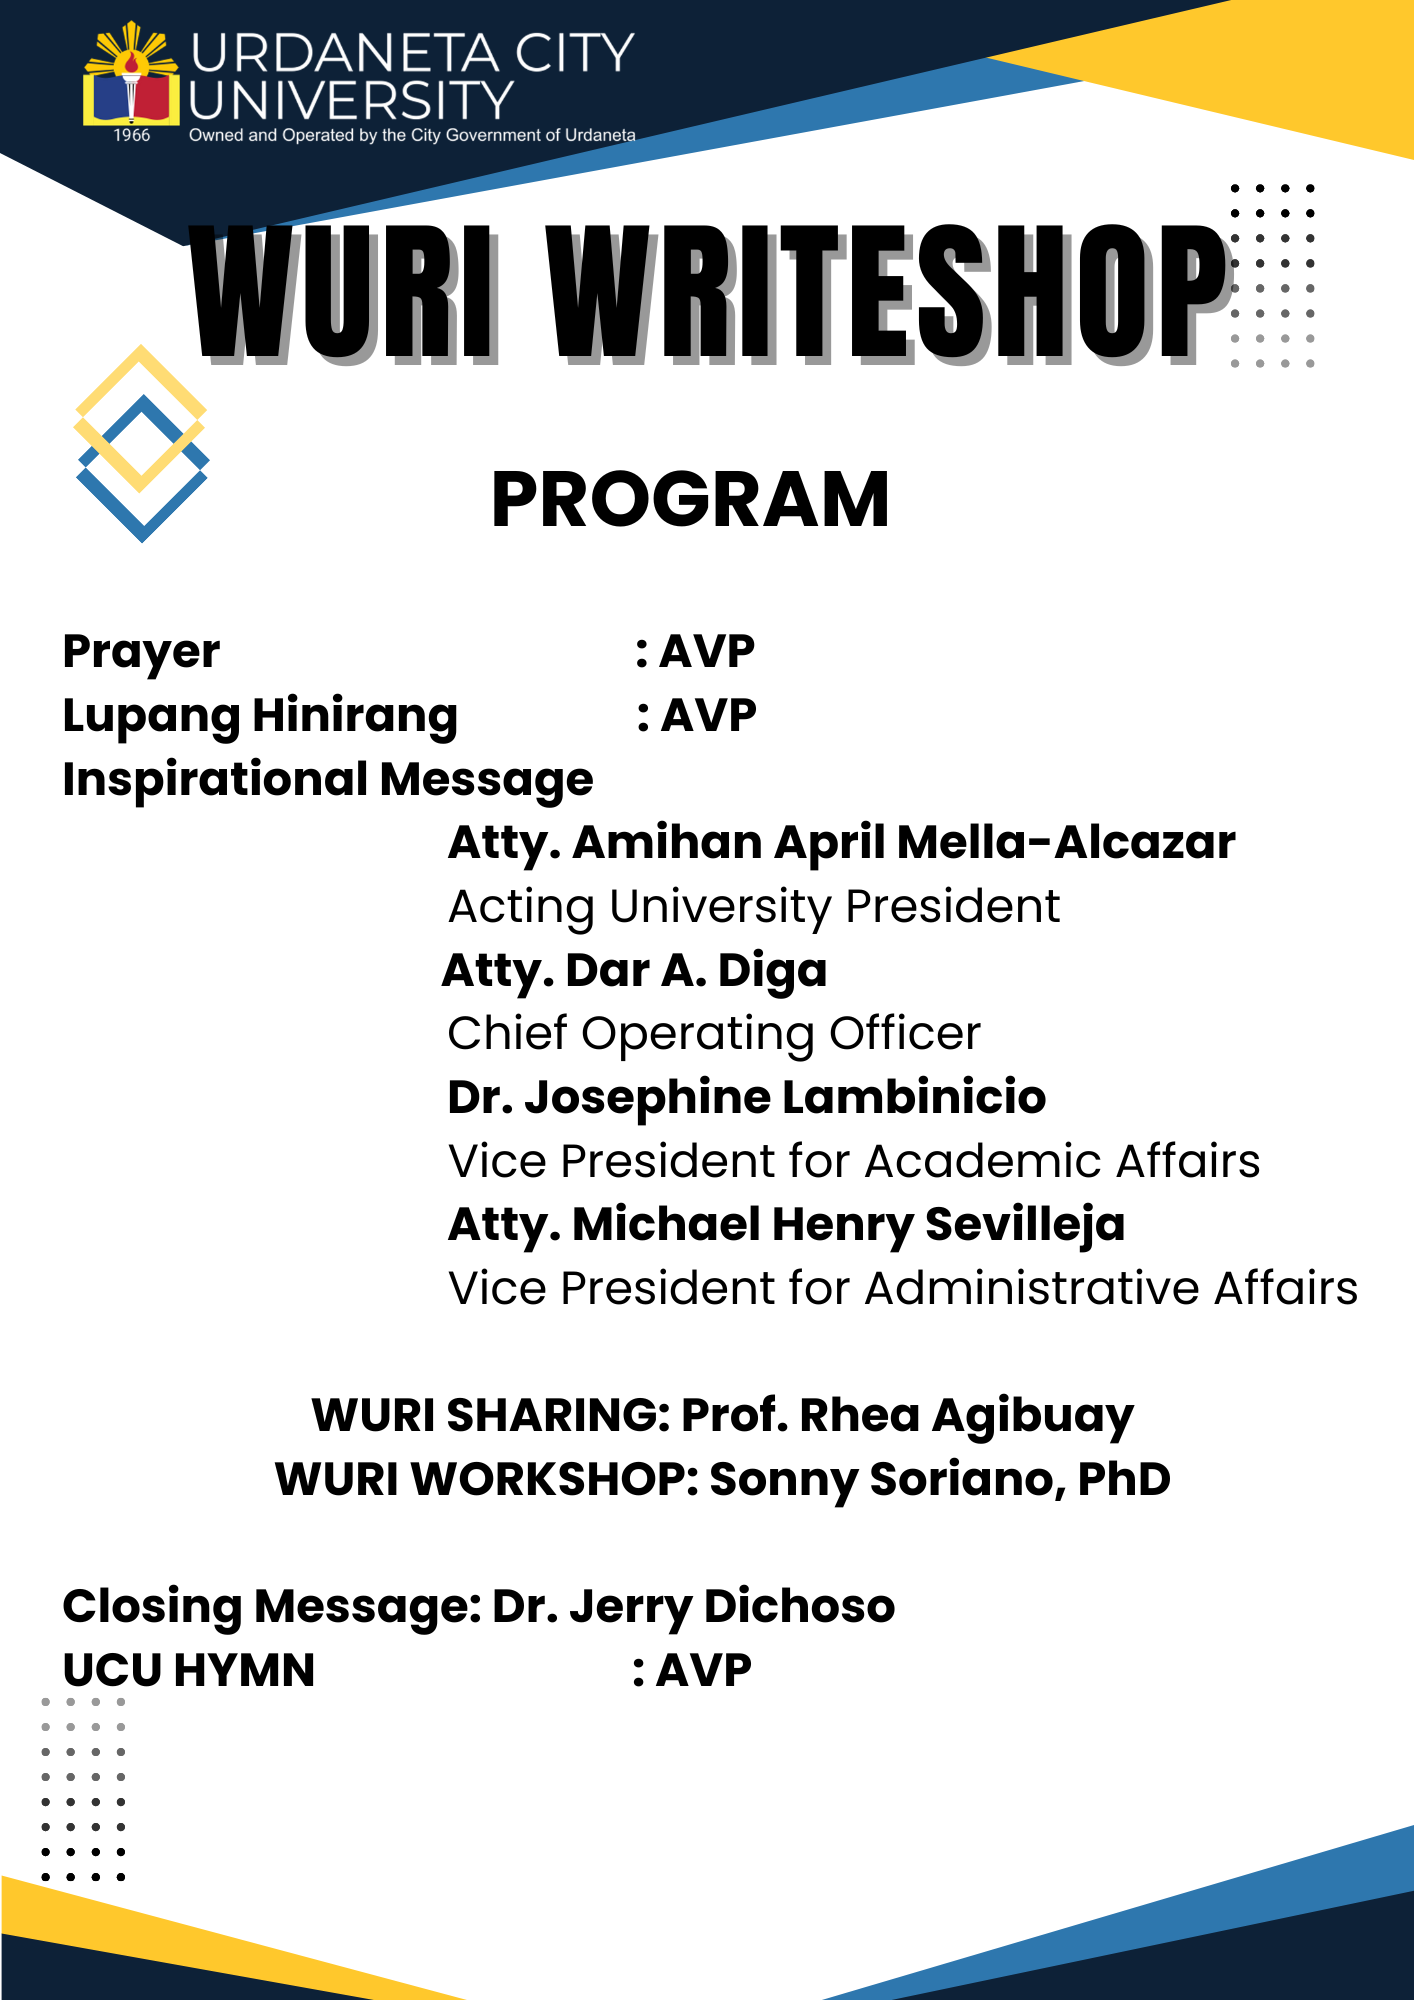 URDANETA CITY
UNIVERSITY
1966 Owned and Operated by the City Government of Urdaneta
WURI WRITESHOP
PROGRAM
Prayer : AVP
Lupang Hinirang : AVP
Inspirational Message
Atty. Amihan April Mella-Alcazar
Acting University President
Atty. Dar A. Diga
Chief Operating Officer
Dr. Josephine Lambinicio
Vice President for Academic Affairs
Atty. Michael Henry Sevilleja
Vice President for Administrative Affairs
WURI SHARING: Prof. Rhea Agibuay
WURI WORKSHOP: Sonny Soriano, PhD
Closing Message: Dr. Jerry Dichoso
UCU HYMN : AVP